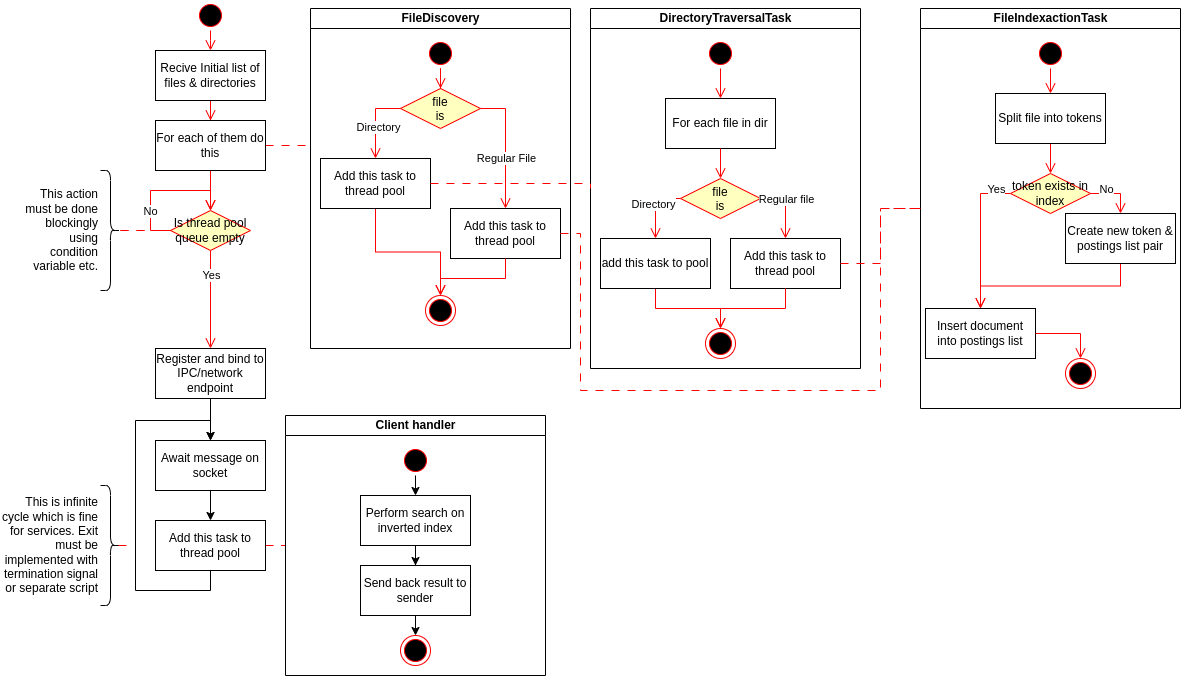 Recive Initial list of
files & directories
For each of them do
this
This action
must be done
blockingly
using
condition
variable etc.
No
Is thread pool
queue empty
Yes
Register and bind to
IPC/network
endpoint
Await message on
socket
Add this task to
thread pool
This is infinite
cycle which is fine
for services. Exit
must be
implemented with
termination signal
or separate script
FileDiscovery
file
is
Directory
Regular File
Add this task to
thread pool
Add this task to
thread pool
DirectoryTraversalTask
For each file in dir
file
is
Directory
Regular file
add this task to pool
Add this task to
thread pool
FileIndexactionTask
Split file into tokens
token exists in
index
Yes
No
Create new token &
postings list pair
Insert document
into postings list
Client handler
Perform search on
inverted index
Send back result to
sender